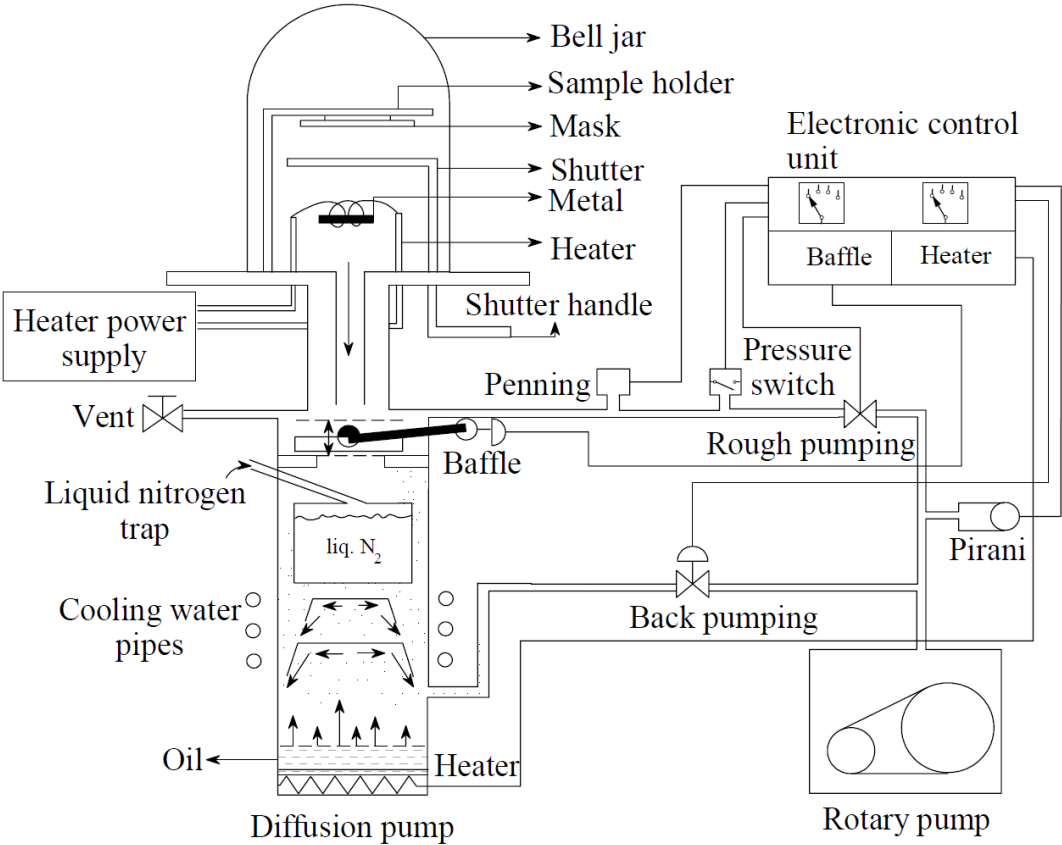 Bell jar
Sample holder
Mask
Shutter
Metal
Heater
Electronic control
unit
Baffle
Heater
Heater power
supply
Shutter handle
Penning
Pressure
switch
Vent
Rough pumping
Baffle
Liquid nitrogen
trap
liq. N2
Pirani
Cooling water
pipes
Back pumping
Oil
Heater
Diffusion pump
Rotary pump